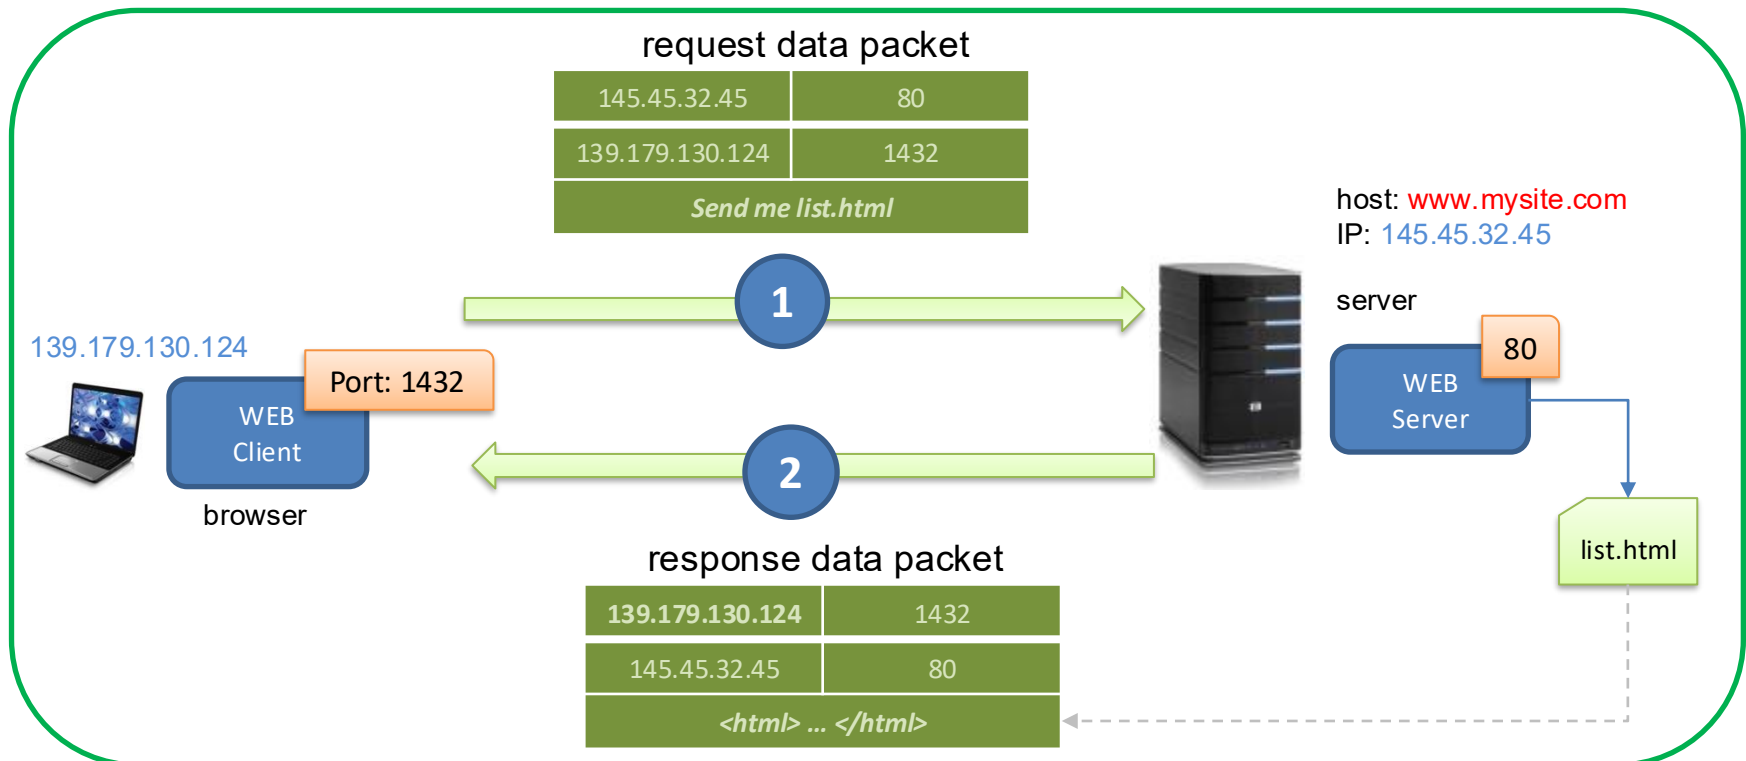 request data packet
145.45.32.45 80
139.179.130.124 1432
Send me list.html
host: www.mysite.com
IP: 145.45.32.45
server
1
139.179.130.124
Port: 1432
WEB
Client
browser
80
WEB
Server
2
list.html
response data packet
139.179.130.124 1432
145.45.32.45 80
<html> ... </html>